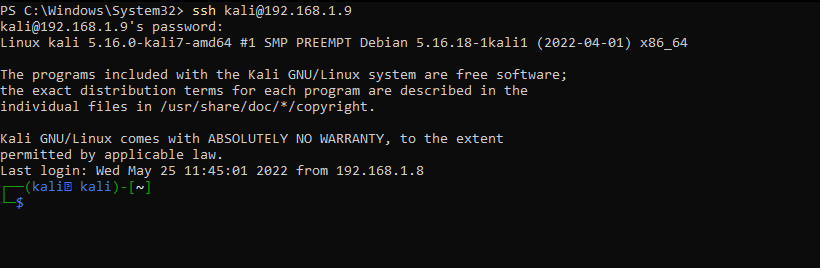 PS C:\Windows\System32> ssh kali@192.168.1.9
kali@192.168.1.9's password:
Linux kali 5.16.0-kali7-amd64 #1 SMP PREEMPT Debian 5.16.18-1kali1 (2022-04-01) x86_64
The programs included with the Kali GNU/Linux system are free software;
the exact distribution terms for each program are described in the
individual files in /usr/share/doc/*/copyright.
Kali GNU/Linux comes with ABSOLUTELY NO WARRANTY, to the extent
permitted by applicable law.
Last login: Wed May 25 11:45:01 2022 from 192.168.1.8
┌──(kali⍰ kali)-[~]
└─$